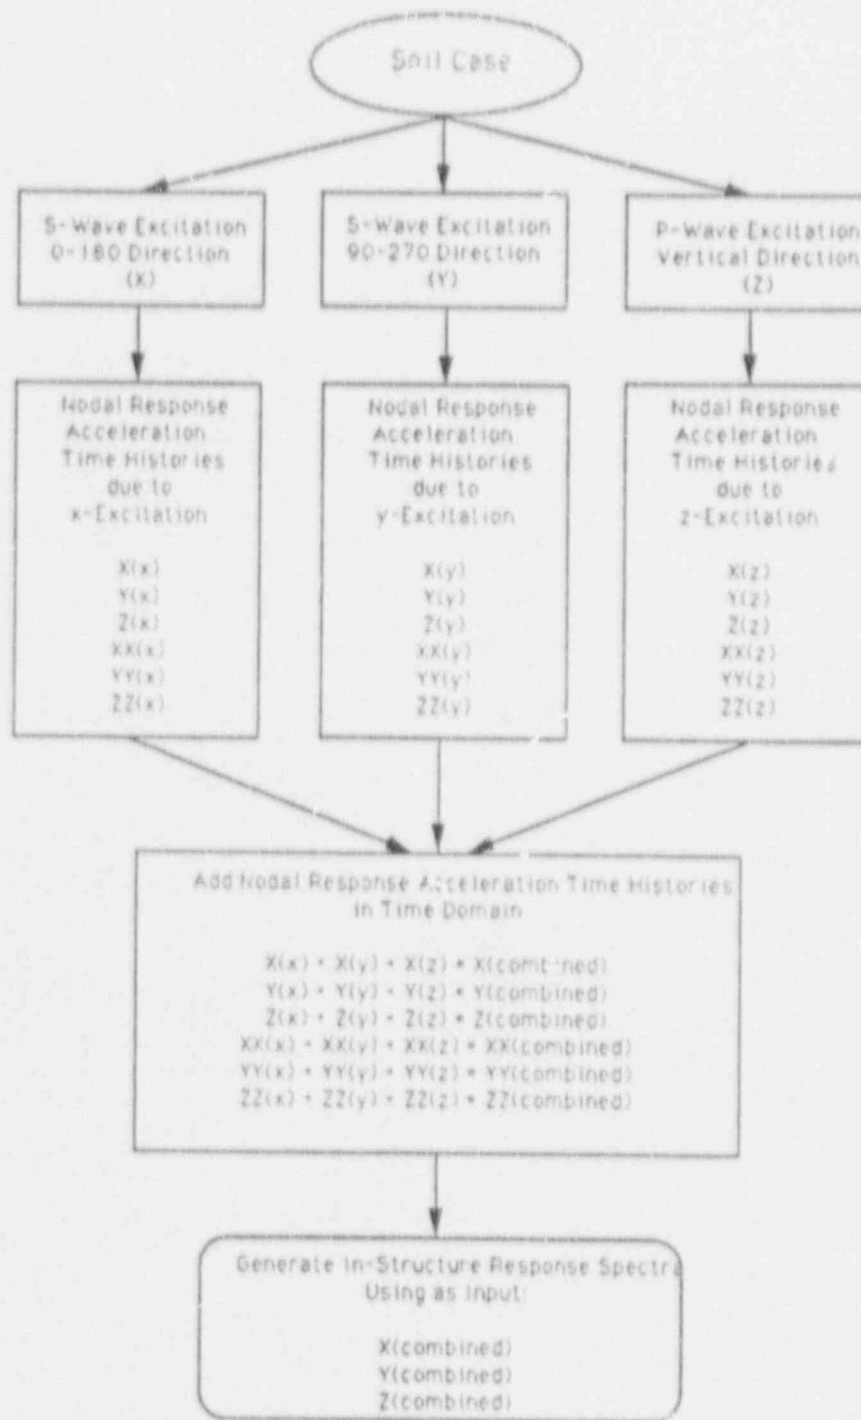 Soil Case
S-Wave Excitation
0-180 Direction
(X)
S-Wave Excitation
90-270 Direction
(Y)
P-Wave Excitation
Vertical Direction
(Z)
Nodal Response
Acceleration
Time Histories
due to
x-Excitation
X(x)
Y(x)
Z(x)
XX(x)
YY(x)
ZZ(x)
Nodal Response
Acceleration
Time Histories
due to
y-Excitation
X(y)
Y(y)
Z(y)
XX(y)
YY(y)
ZZ(y)
Nodal Response
Acceleration
Time Histories
due to
z-Excitation
X(z)
Y(z)
Z(z)
XX(z)
YY(z)
ZZ(z)
Add Nodal Response Acceleration Time Histories
in Time Domain
X(x) + X(y) + X(z) = X(combined)
Y(x) + Y(y) + Y(z) = Y(combined)
Z(x) + Z(y) + Z(z) = Z(combined)
XX(x) + XX(y) + XX(z) = XX(combined)
YY(x) + YY(y) + YY(z) = YY(combined)
ZZ(x) + ZZ(y) + ZZ(z) = ZZ(combined)
Generate In-Structure Response Spectra
Using as Input:
X(combined)
Y(combined)
Z(combined)